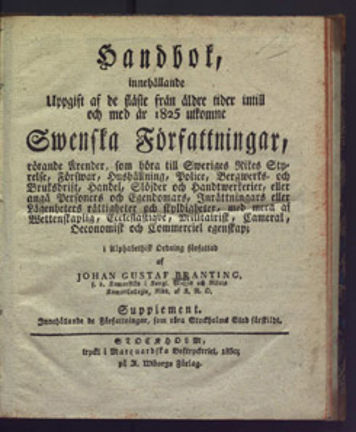 Handbok,
innehållande
Uppgift af de fläste från äldre tider intill
och med år 1825 utkomne
Swenska Författningar,
rörande Ärender, som höra till Sweriges Rikes Sty-
relse, Förswar, Hushållning, Police, Bergwerks- och
Bruksdrift, Handel, Slöjder och Handtwerkerier, eller
angå Personers och Egendomars, Inrättningars eller
Lägenheters rättigheter och skyldigheter, med mera af
Wettenskaplig, Ecclesiastique, Militairisk, Cameral,
Oeconomisk och Commerciel egenskap;
i Alphabethisk Ordning författad
af
JOHAN GUSTAF BRANTING,
Supplement.
Innehållande de Författningar, som röra Stockholms Stad särskildt.
STOCKHOLM,
tryckt i Marquardska Boktryckeriet, 1830;
på A. Wiborgs Förlag.